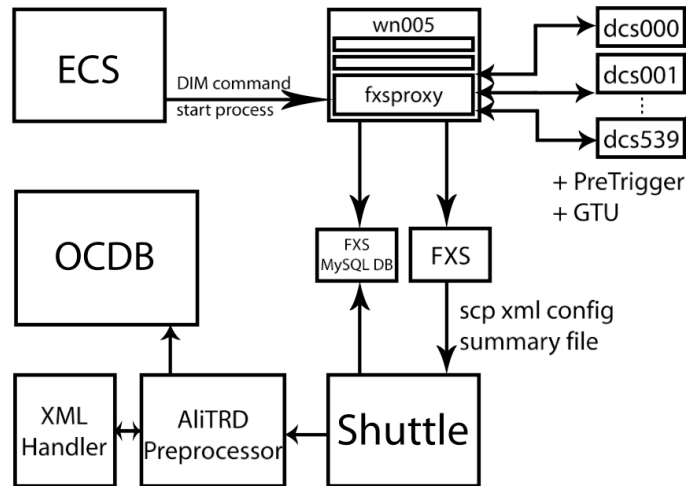 wn005
dcs000
ECS
DIM command
start process
fxsproxy
dcs001
dcs539
+ PreTrigger
+ GTU
OCDB
FXS
MySQL DB
FXS
scp xml config
summary file
XML
Handler
AliTRD
Preprocessor
Shuttle